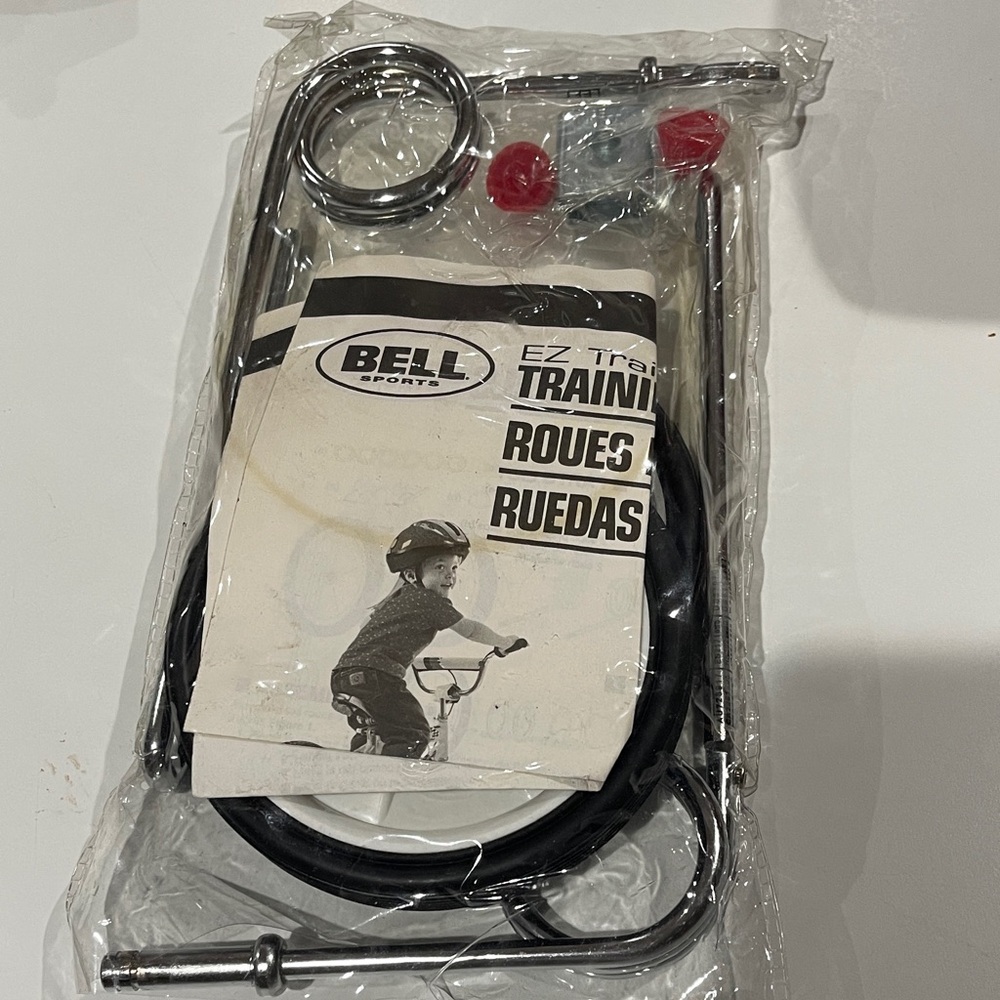 BELL
SPORTS
EZ Trai
TRAINI
ROUES
RUEDAS